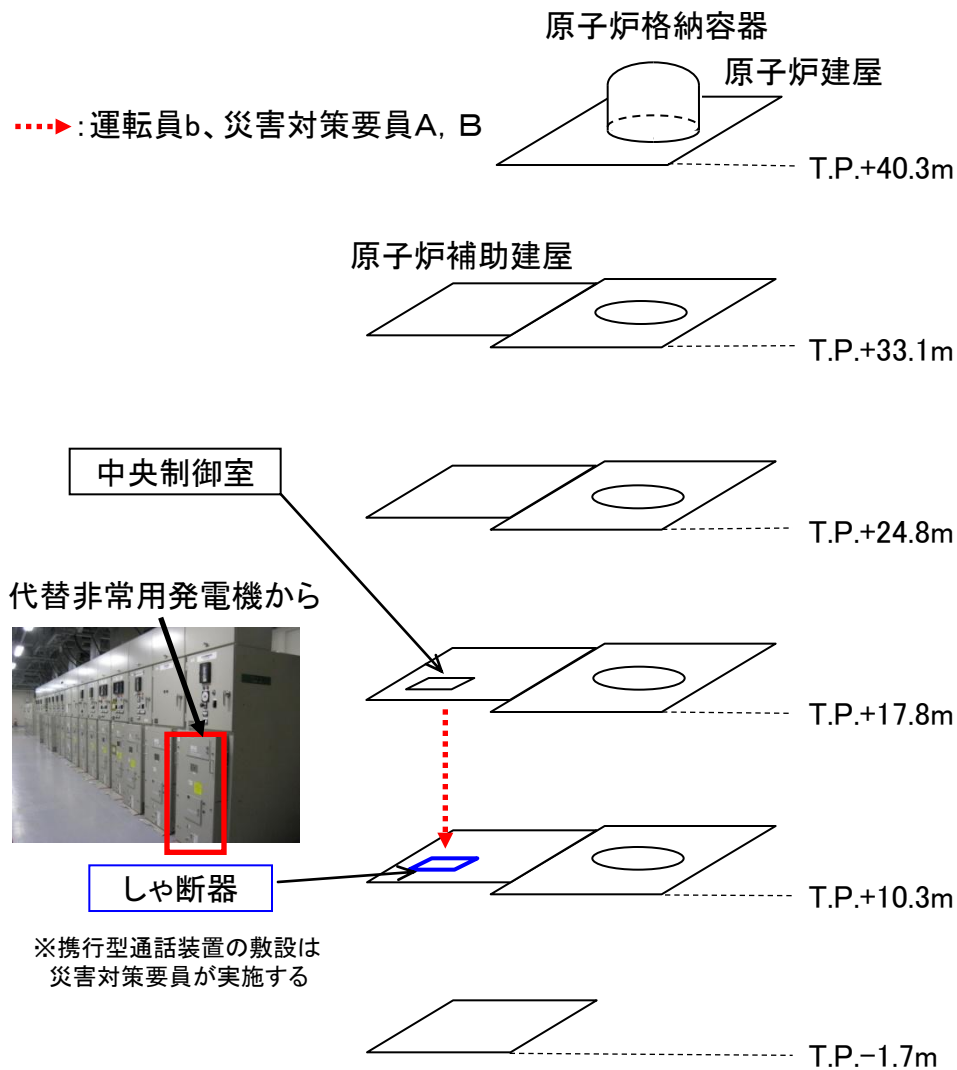 原子炉格納容器
原子炉建屋
:運転員b、災害対策要員A, B
T.P.+40.3m
原子炉補助建屋
T.P.+33.1m
中央制御室
T.P.+24.8m
代替非常用発電機から
T.P.+17.8m
しゃ断器
T.P.+10.3m
※携行型通話装置の敷設は
災害対策要員が実施する
T.P.-1.7m